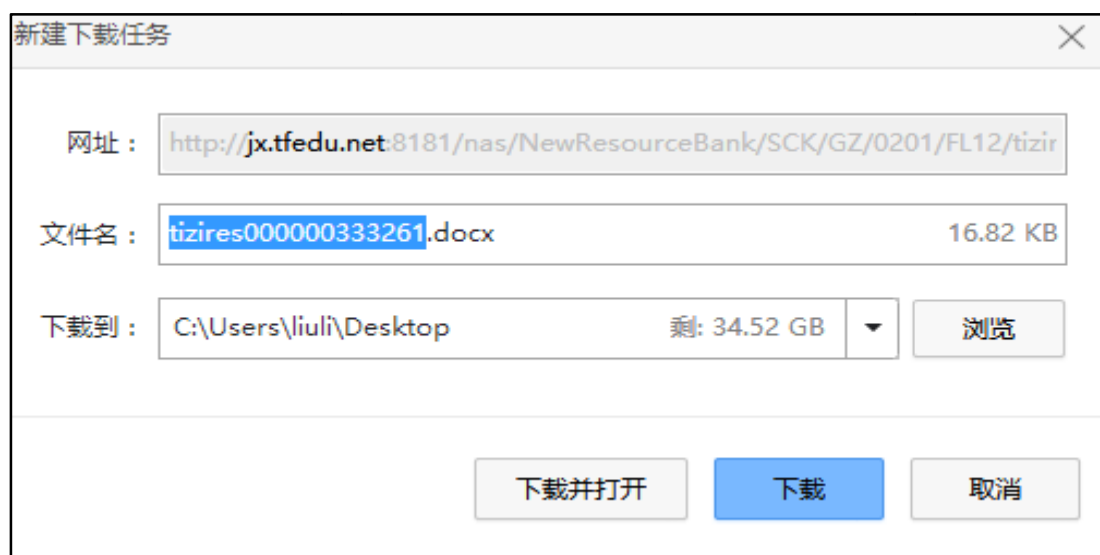 新建下载任务
网址： http://jx.tfedu.net:8181/nas/NewResourceBank/SCK/GZ/0201/FL12/tizir
文件名： tizires000000333261.docx 16.82 KB
下载到： C:\Users\liuli\Desktop 剩: 34.52 GB 浏览
下载并打开 下载 取消